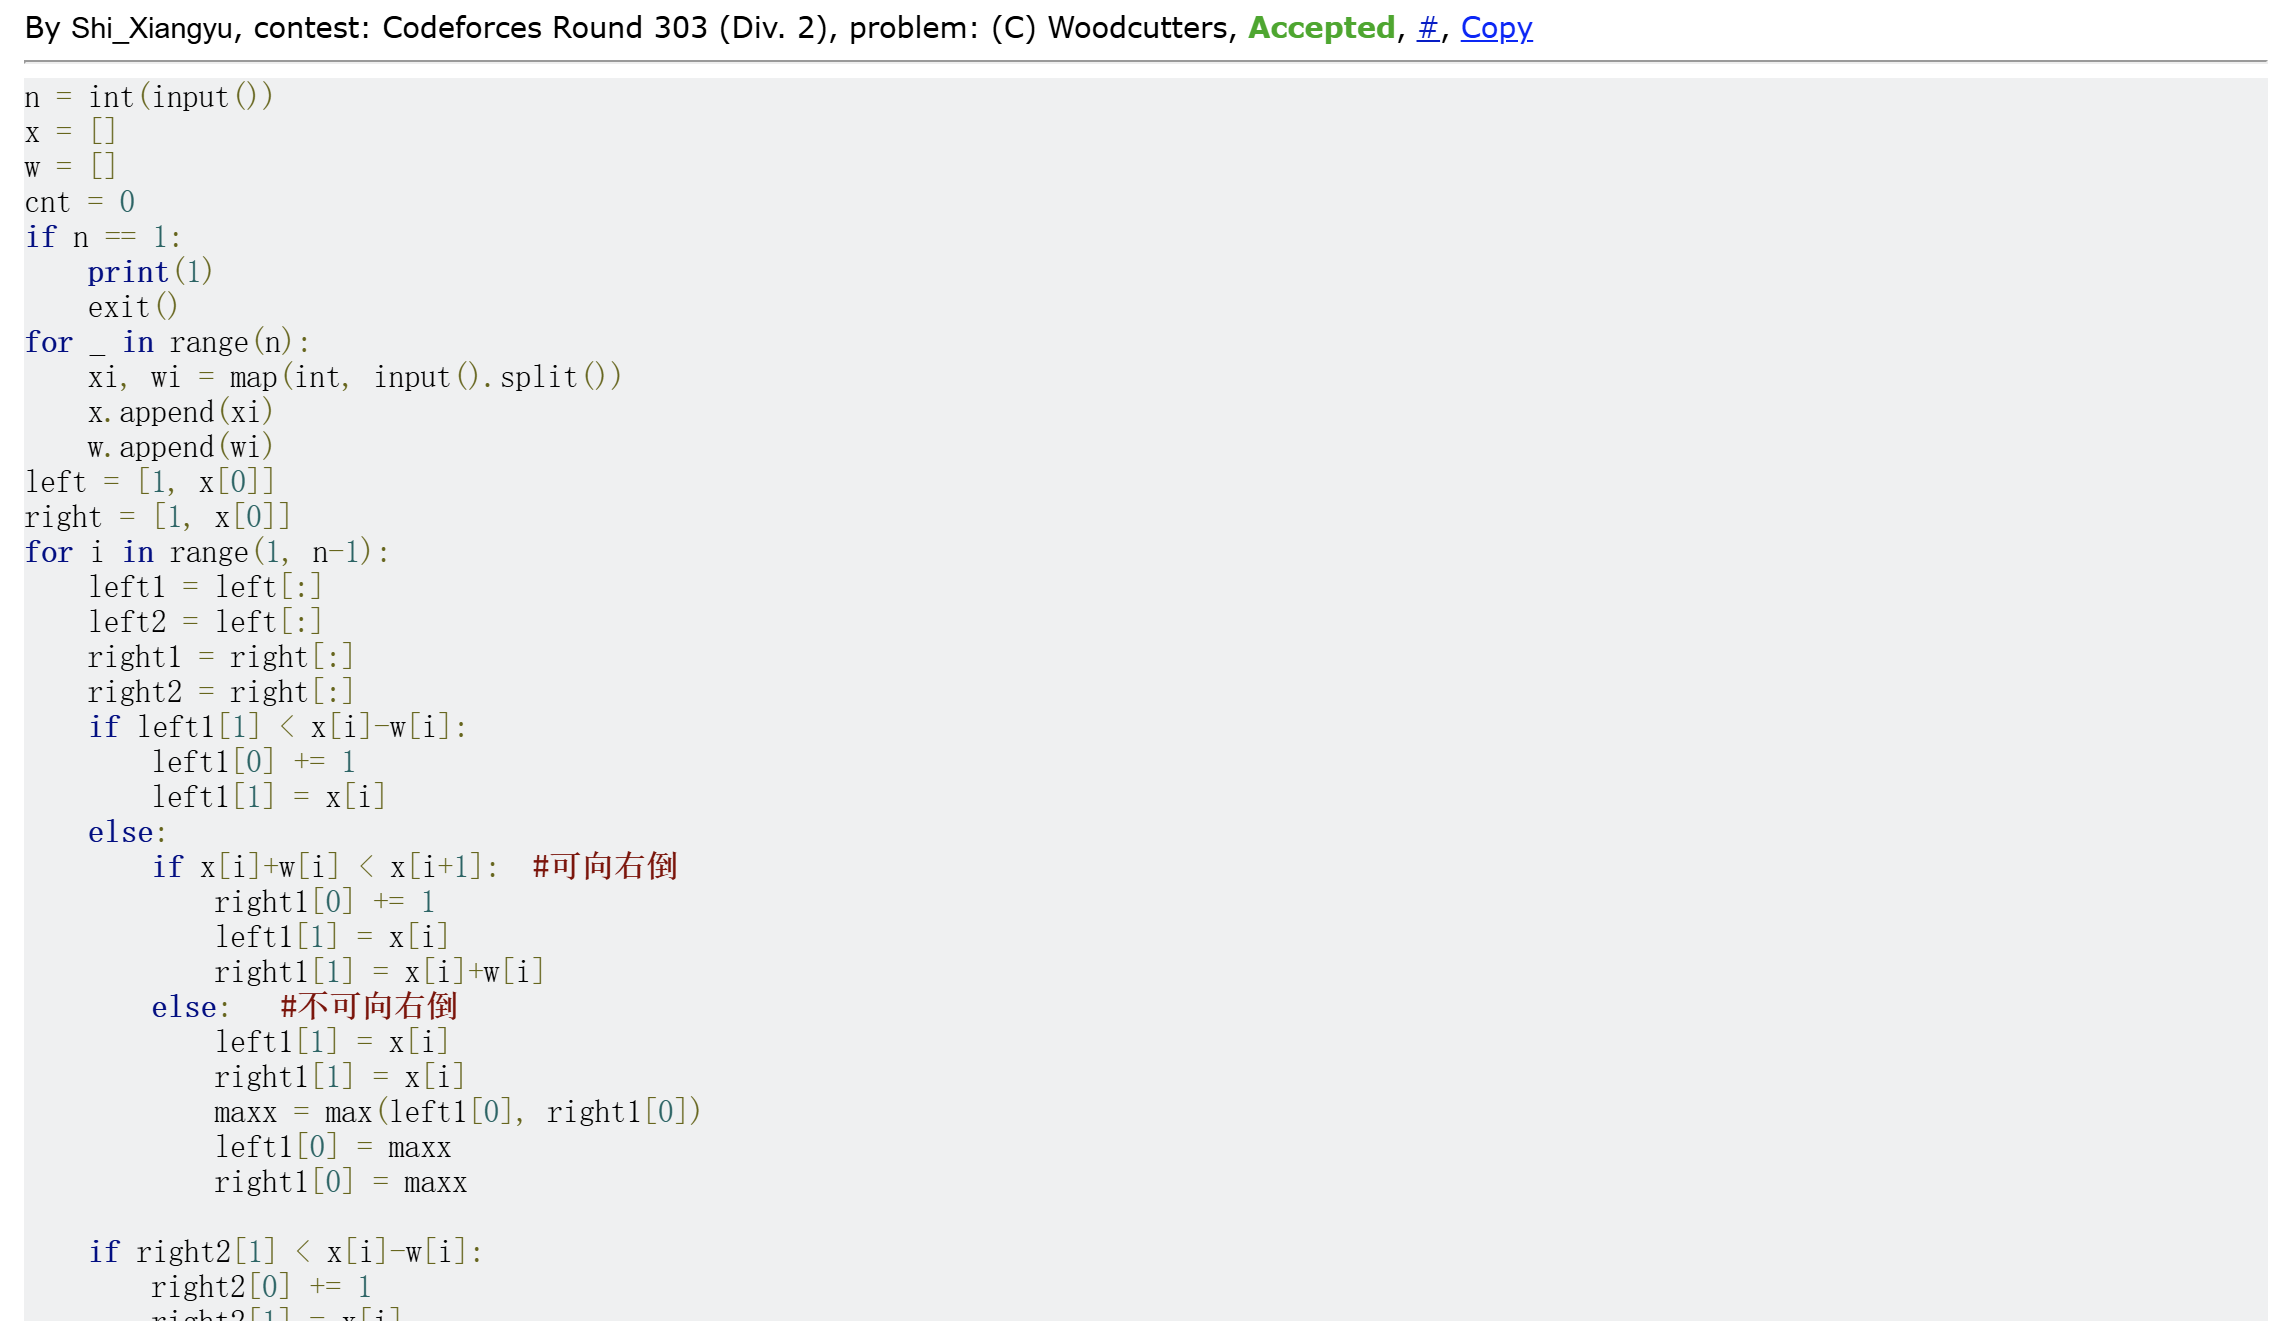 By Shi_Xiangyu, contest: Codeforces Round 303 (Div. 2), problem: (C) Woodcutters, Accepted, #, Copy
n = int(input())
x = []
w = []
cnt = 0
if n == 1:
    print(1)
    exit()
for _ in range(n):
    xi, wi = map(int, input().split())
    x.append(xi)
    w.append(wi)
left = [1, x[0]]
right = [1, x[0]]
for i in range(1, n-1):
    left1 = left[:]
    left2 = left[:]
    right1 = right[:]
    right2 = right[:]
    if left1[1] < x[i]-w[i]:
        left1[0] += 1
        left1[1] = x[i]
    else:
        if x[i]+w[i] < x[i+1]:  #可向右倒
            right1[0] += 1
            left1[1] = x[i]
            right1[1] = x[i]+w[i]
        else:   #不可向右倒
            left1[1] = x[i]
            right1[1] = x[i]
            maxx = max(left1[0], right1[0])
            left1[0] = maxx
            right1[0] = maxx
    if right2[1] < x[i]-w[i]:
        right2[0] += 1
        right2[1] = x[i]